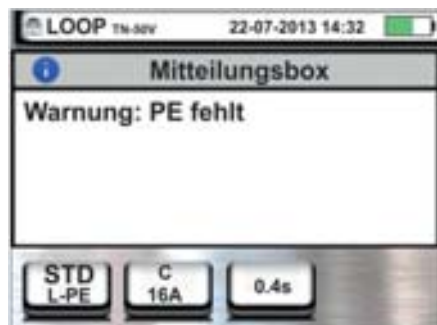 LOOP TN-50V 22-07-2013 14:32
Mitteilungsbox
Warnung: PE fehlt
STD C
L-PE 16A 0.4s